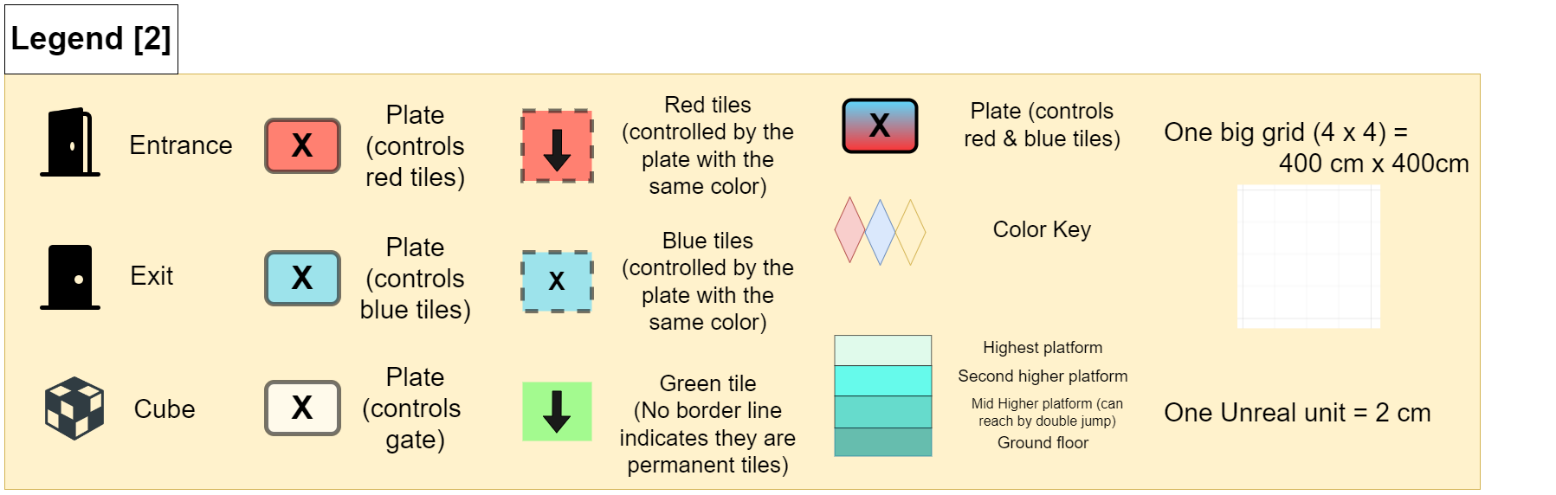 Legend [2]
Entrance
X
Plate
(controls
red tiles)
Red tiles
(controlled by the
plate with the
same color)
X
Plate (controls
red & blue tiles)
One big grid (4 x 4) =
400 cm x 400cm
Exit
X
Plate
(controls
blue tiles)
X
Blue tiles
(controlled by the
plate with the
same color)
Color Key
Cube
X
Plate
(controls
gate)
Green tile
(No border line
indicates they are
permanent tiles)
Highest platform
Second higher platform
Mid Higher platform (can
reach by double jump)
Ground floor
One Unreal unit = 2 cm